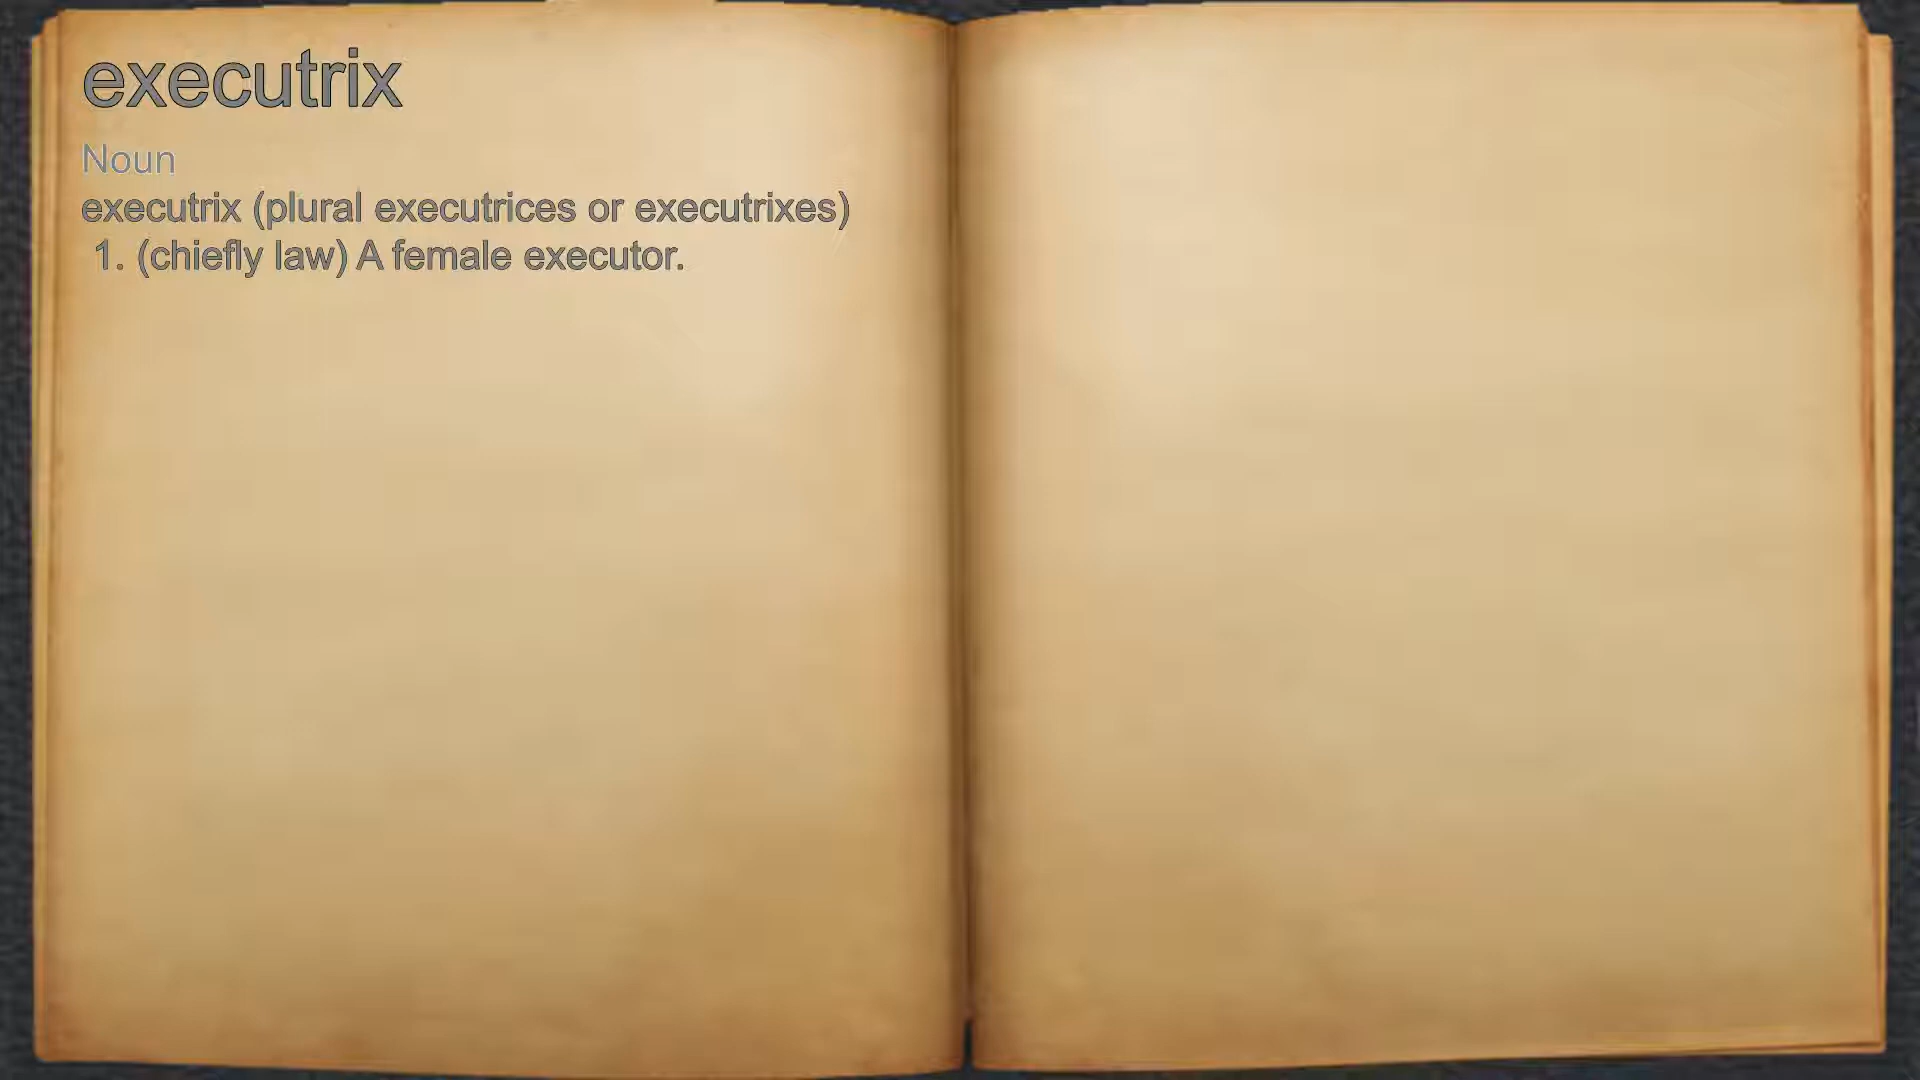 executrix
Noun
executrix (plural executrices or executrixes)
1. (chiefly law) A female executor.